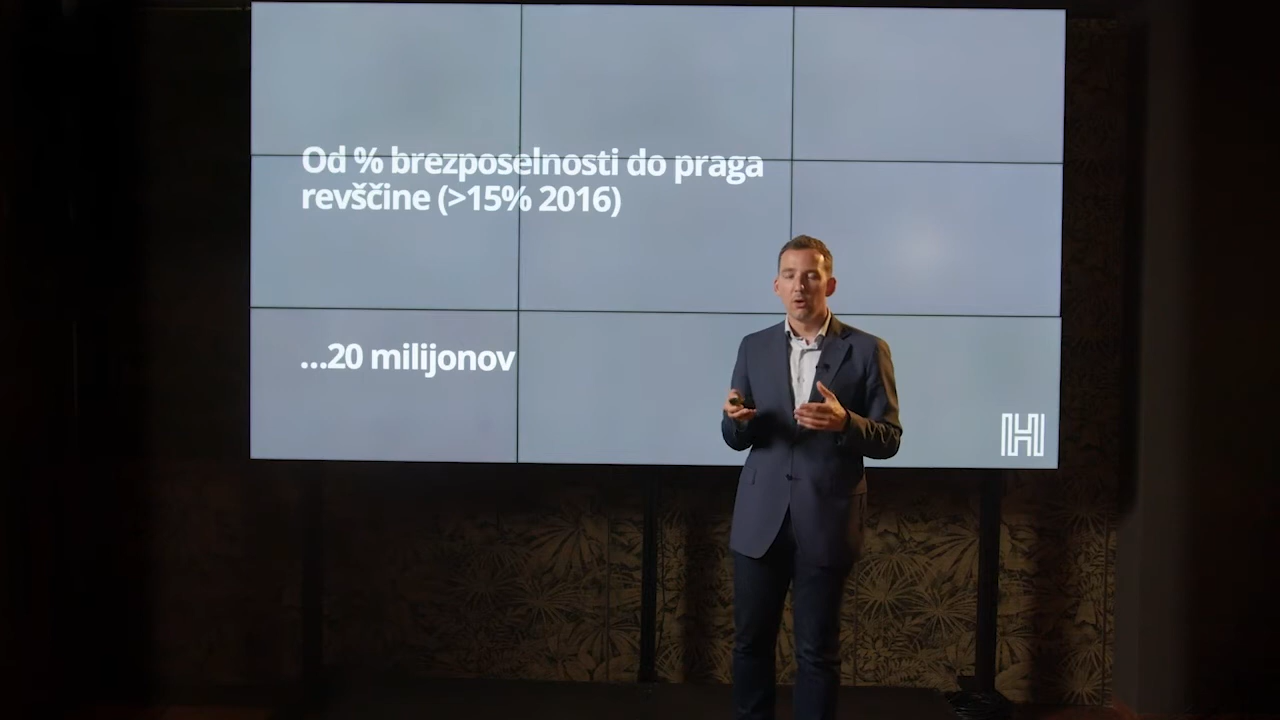 Od % brezposelnosti do praga
revščine (>15% 2016)
...20 milijonov
H